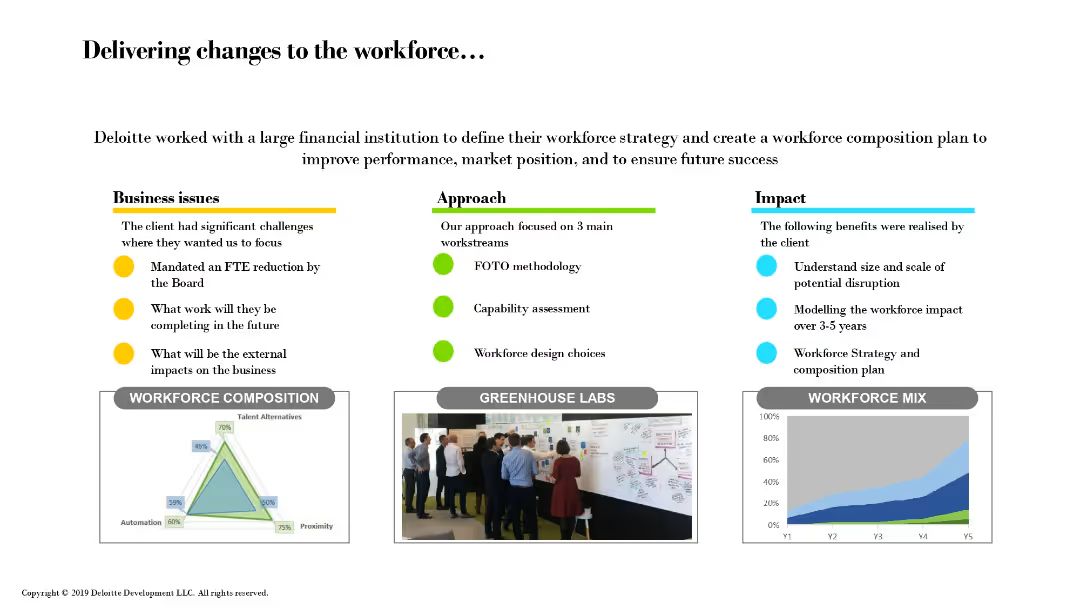 Delivering changes to the workforce…
Deloitte worked with a large financial institution to define their workforce strategy and create a workforce composition plan to
improve performance, market position, and to ensure future success
Business issues
The client had significant challenges
where they wanted us to focus
Mandated an FTE reduction by
the Board
What work will they be
completing in the future
What will be the external
impacts on the business
Approach
Our approach focused on 3 main
workstreams
FOTO methodology
Capability assessment
Workforce design choices
Impact
The following benefits were realised by
the client
Understand size and scale of
potential disruption
Modelling the workforce impact
over 3-5 years
Workforce Strategy and
composition plan
WORKFORCE COMPOSITION
Talent Alternatives
70%
59%
60%
Automation
75%
Proximity
GREENHOUSE LABS
WORKFORCE MIX
100%
80%
60%
40%
20%
0%
Y1
Y2
Y3
Y4
Y5
Copyright © 2019 Deloitte Development LLC. All rights reserved.